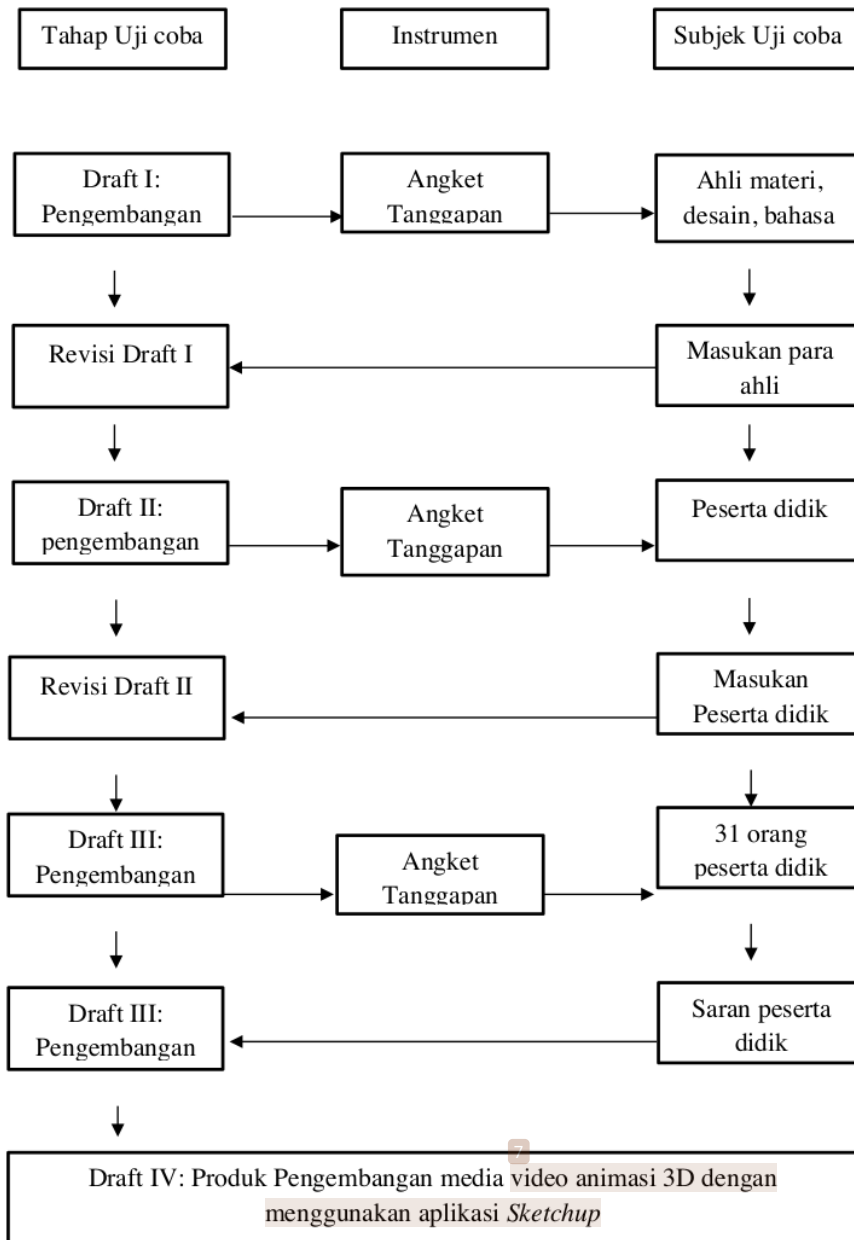 Tahap Uji coba
Instrumen
Subjek Uji coba
Draft I:
Pengembangan
Angket
Tanggapan
Ahli materi,
desain, bahasa
Revisi Draft I
Masukan para
ahli
Draft II:
pengembangan
Angket
Tanggapan
Peserta didik
Revisi Draft II
Masukan
Peserta didik
Draft III:
Pengembangan
Angket
Tanggapan
31 orang
peserta didik
Draft III:
Pengembangan
Saran peserta
didik
7
Draft IV: Produk Pengembangan media video animasi 3D dengan
menggunakan aplikasi Sketchup